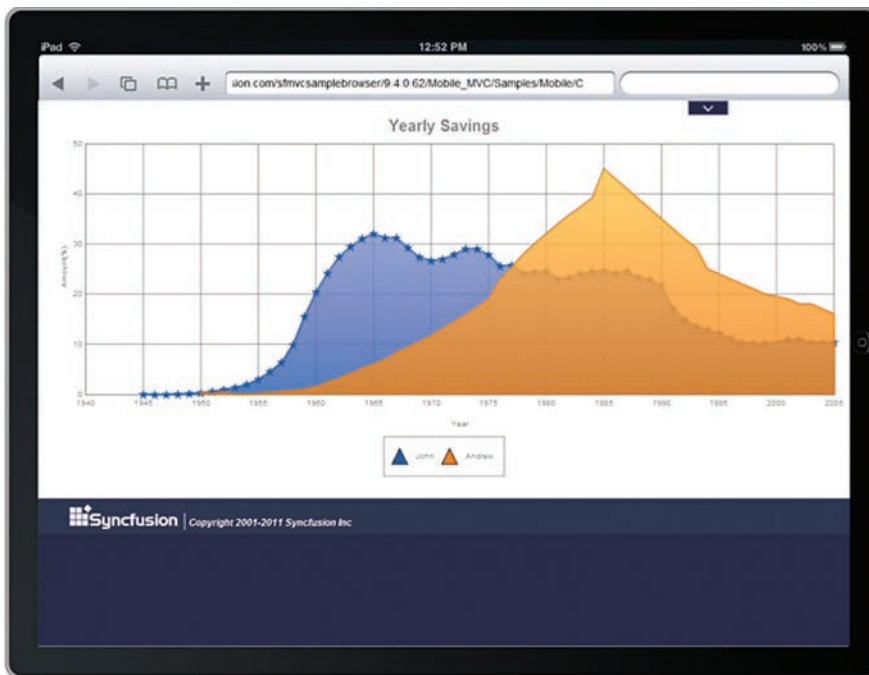 iPad 12:52 PM 100%
sion.com/sfmvcsamplebrowser/9.4.0.62/Mobile_MVC/Samples/Mobile/C
Yearly Savings
50
40
30
20
10
0
Amount(%)
1940 1945 1950 1955 1960 1965 1970 1975 1980 1985 1990 1995 2000 2005
Year
John Andrew
Syncfusion | Copyright 2001-2011 Syncfusion Inc